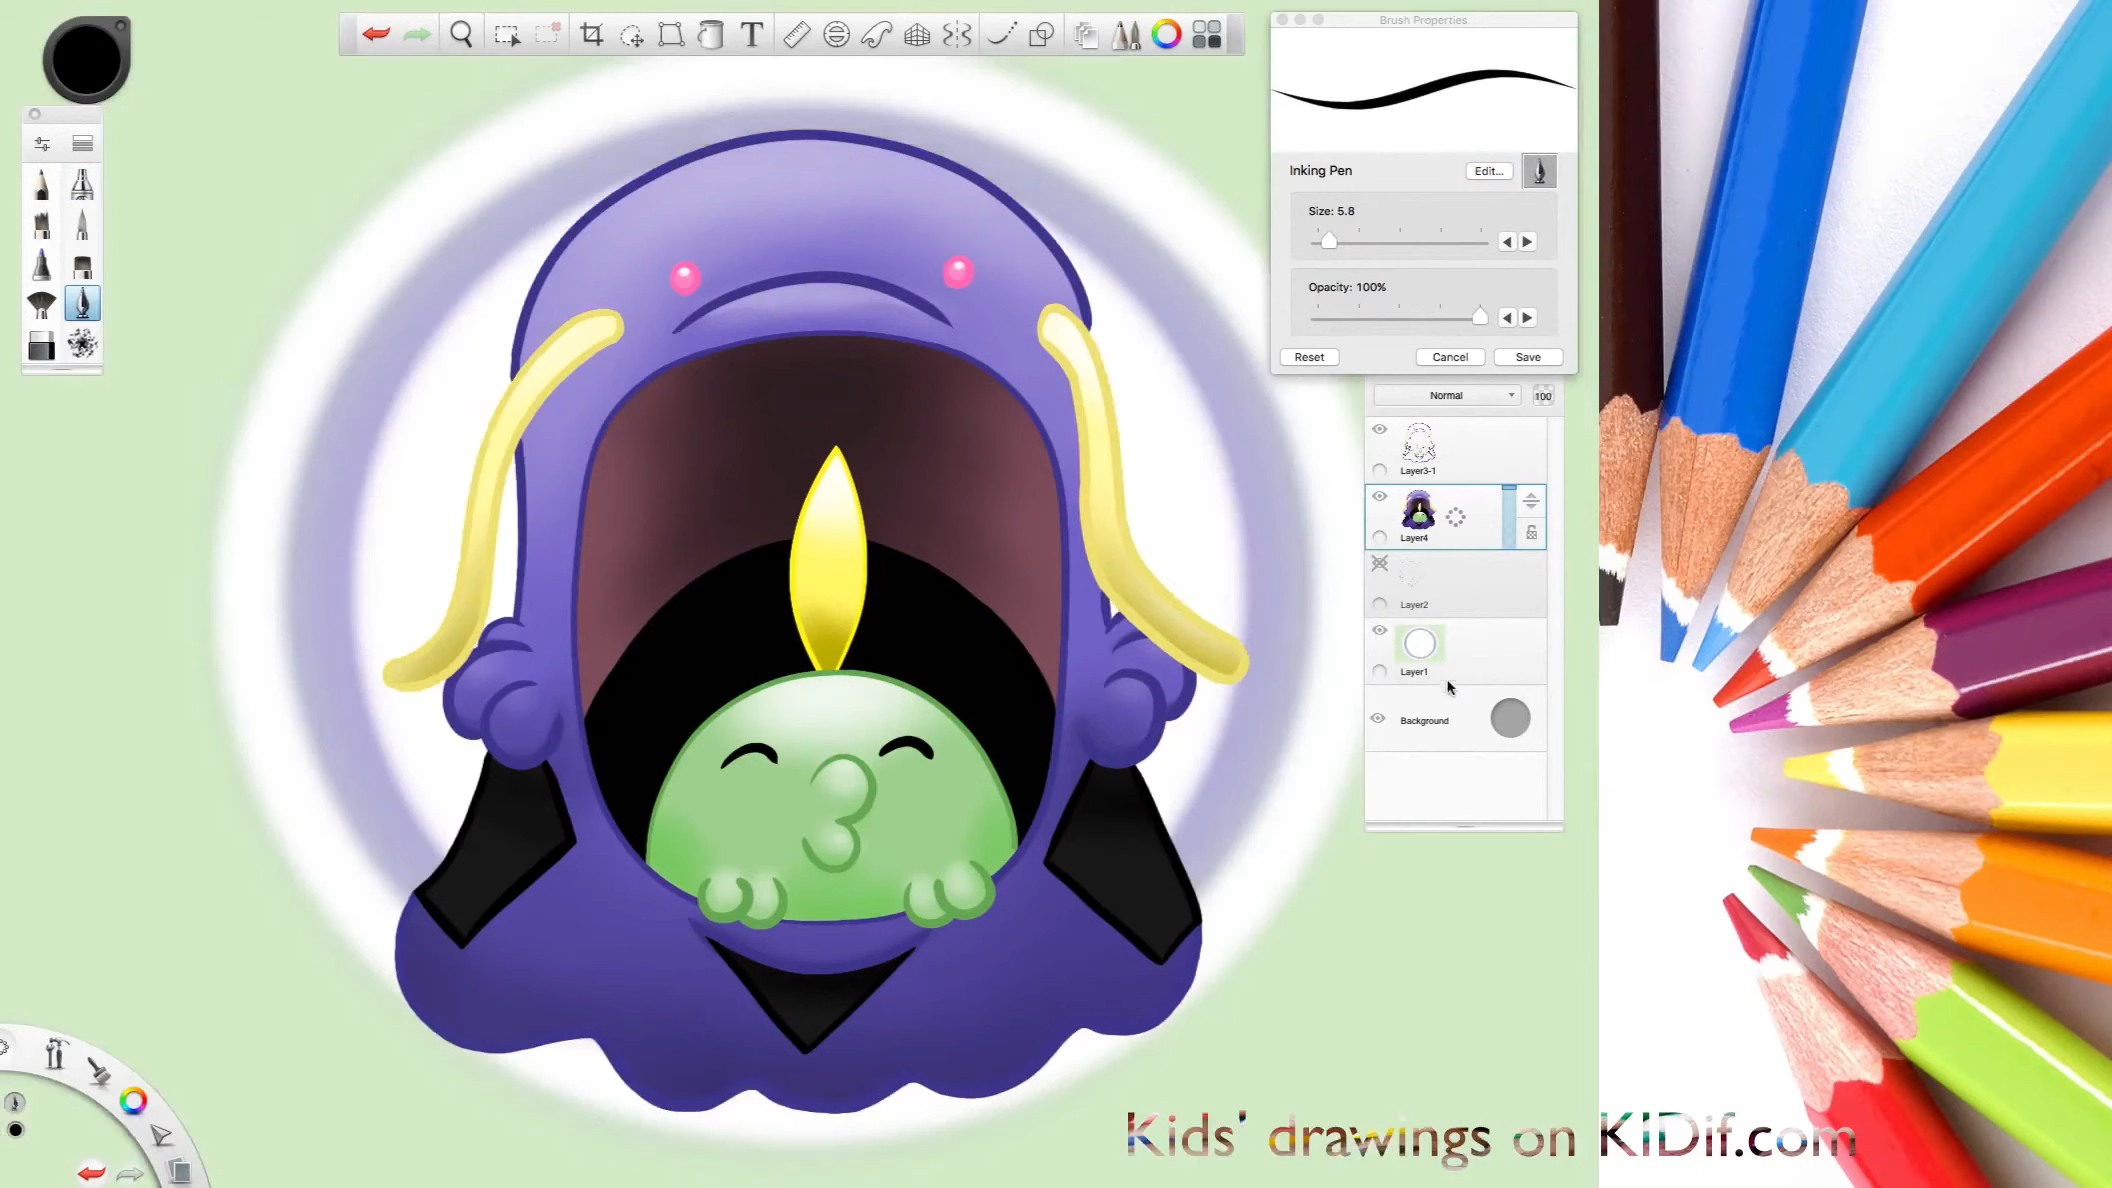 Brush Properties
Inking Pen
Edit...
Size: 5.8
Opacity: 100%
Reset
Cancel
Save
Normal
100
Layer3-1
Layer4
Layer2
Layer1
Background
Kids' drawings on KIDif.com